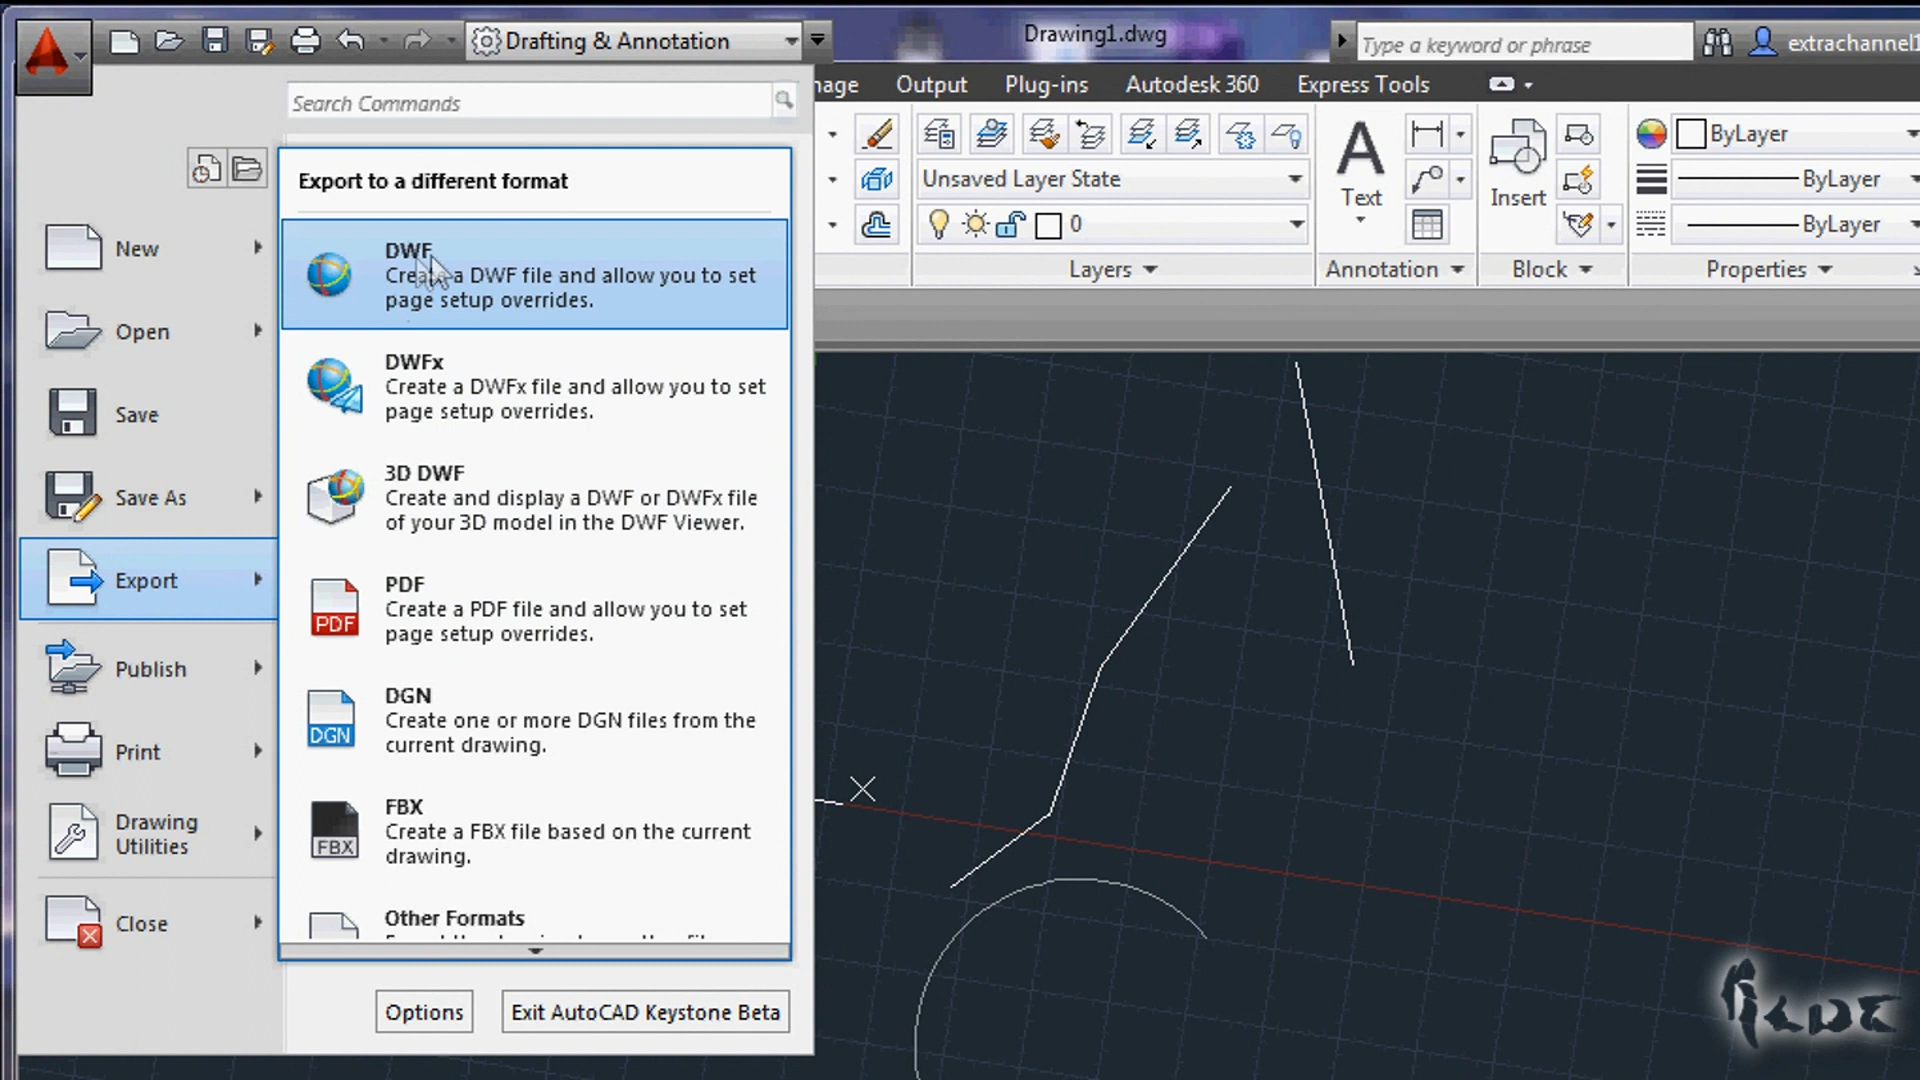 Drafting & Annotation
Drawing1.dwg
Type a keyword or phrase
extrachannel1
Search Commands
Output
Plug-ins
Autodesk 360
Express Tools
Export to a different format
New
Open
Save
Save As
Export
Publish
Print
Drawing
Utilities
Close
DWF
Create a DWF file and allow you to set
page setup overrides.
DWFx
Create a DWFx file and allow you to set
page setup overrides.
3D DWF
Create and display a DWF or DWFx file
of your 3D model in the DWF Viewer.
PDF
PDF
Create a PDF file and allow you to set
page setup overrides.
DGN
DGN
Create one or more DGN files from the
current drawing.
FBX
FBX
Create a FBX file based on the current
drawing.
Other Formats
Options
Exit AutoCAD Keystone Beta
Unsaved Layer State
0
Layers
A
Text
Annotation
Insert
Block
ByLayer
ByLayer
ByLayer
Properties